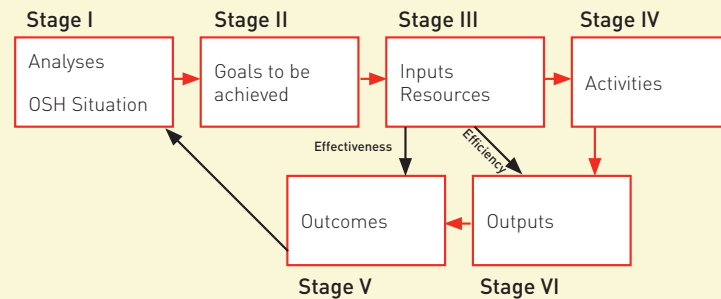 Stage I
Stage II
Stage III
Stage IV
Analyses
OSH Situation
Goals to be
achieved
Inputs
Resources
Activities
Effectiveness
Efficiency
Outcomes
Outputs
Stage V
Stage VI